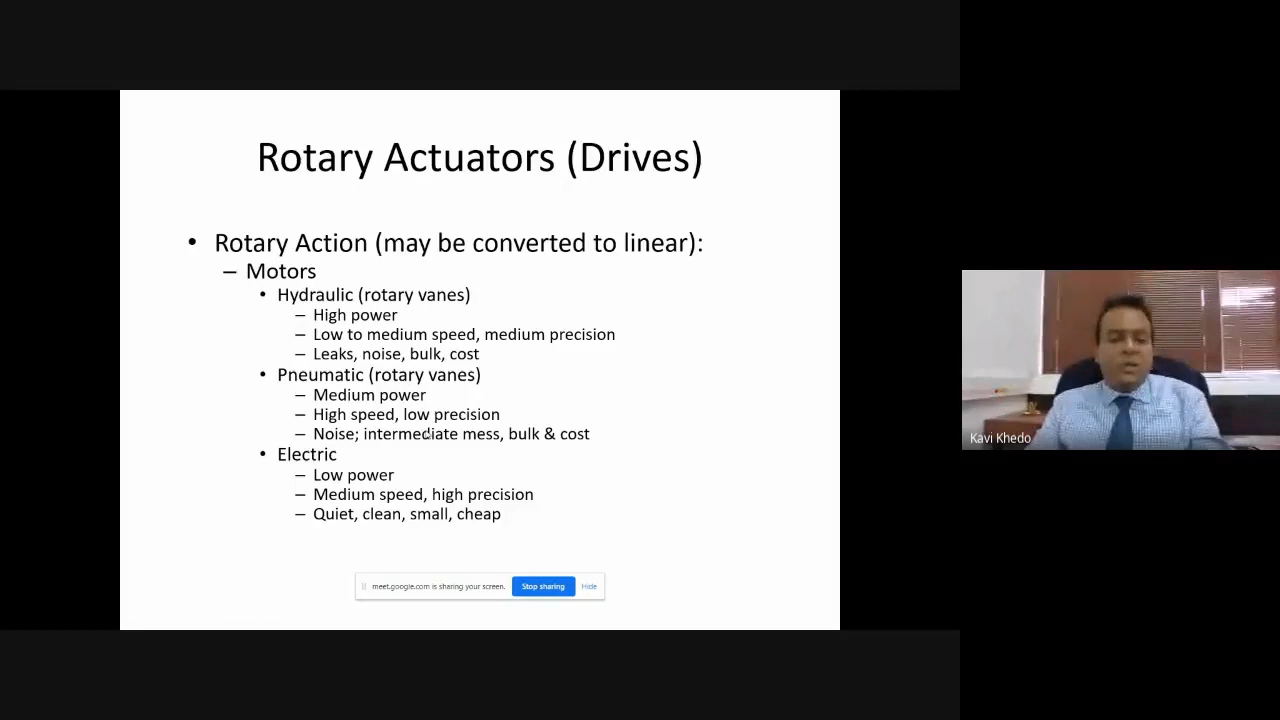 Rotary Actuators (Drives)
• Rotary Action (may be converted to linear):
– Motors
• Hydraulic (rotary vanes)
– High power
– Low to medium speed, medium precision
– Leaks, noise, bulk, cost
• Pneumatic (rotary vanes)
– Medium power
– High speed, low precision
– Noise; intermediate mess, bulk & cost
• Electric
– Low power
– Medium speed, high precision
– Quiet, clean, small, cheap
meet.google.com is sharing your screen. Stop sharing Hide
Kavi Khedo